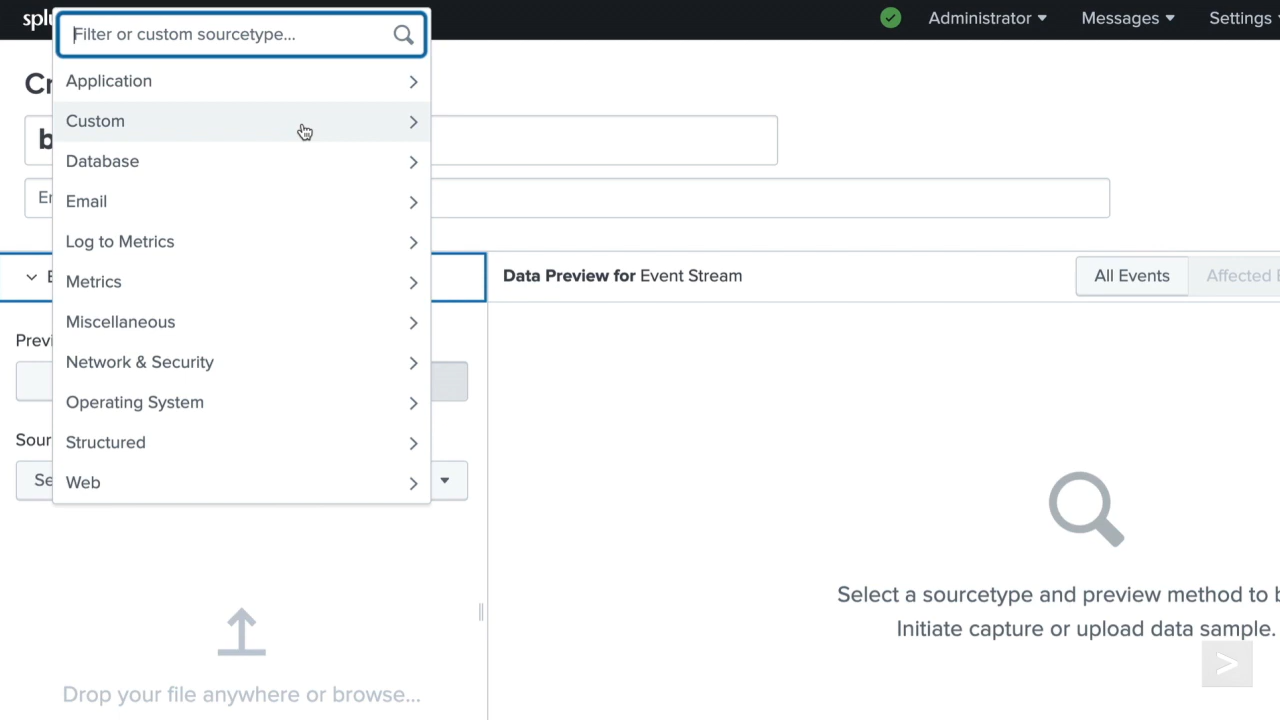 Filter or custom sourcetype...
Administrator
Messages
Settings
Application
Custom
Database
Email
Log to Metrics
Metrics
Miscellaneous
Network & Security
Operating System
Structured
Web
Data Preview for Event Stream
All Events
Affected
Select a sourcetype and preview method to
Initiate capture or upload data sample.
Drop your file anywhere or browse...